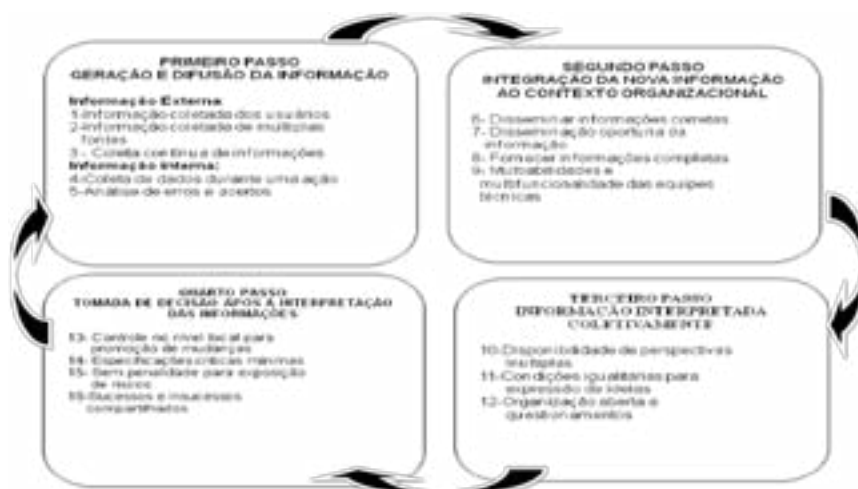 PRIMEIRO PASSO
GERAÇÃO E DIFUSÃO DA INFORMAÇÃO
Informação Externa
1-Informação coletada dos usuários
2-Informação coletada de múltiplas
fontes
3 - Coleta contínua de informações
Informação Interna:
4-Coleta de dados durante uma ação
5-Análise de erros e acertos
SEGUNDO PASSO
INTEGRAÇÃO DA NOVA INFORMAÇÃO
AO CONTEXTO ORGANIZACIONAL
6- Disseminar informações corretas
7- Disseminação oportuna da
informação
8- Fornecer informações completas
9- Multiabilidades e
multifuncionalidade das equipes
técnicas
TERCEIRO PASSO
INFORMAÇÃO INTERPRETADA
COLETIVAMENTE
10-Disponibilidade de perspectivas
múltiplas
11-Condições igualitárias para
expressão de ideias
12-Organização aberta a
questionamentos
QUARTO PASSO
TOMADA DE DECISÃO APÓS A INTERPRETAÇÃO
DAS INFORMAÇÕES
13- Controle no nível local para
promoção de mudanças
14- Especificações críticas mínimas
15- Sem penalidade para exposição
de riscos
16-Sucessos e insucessos
compartilhados